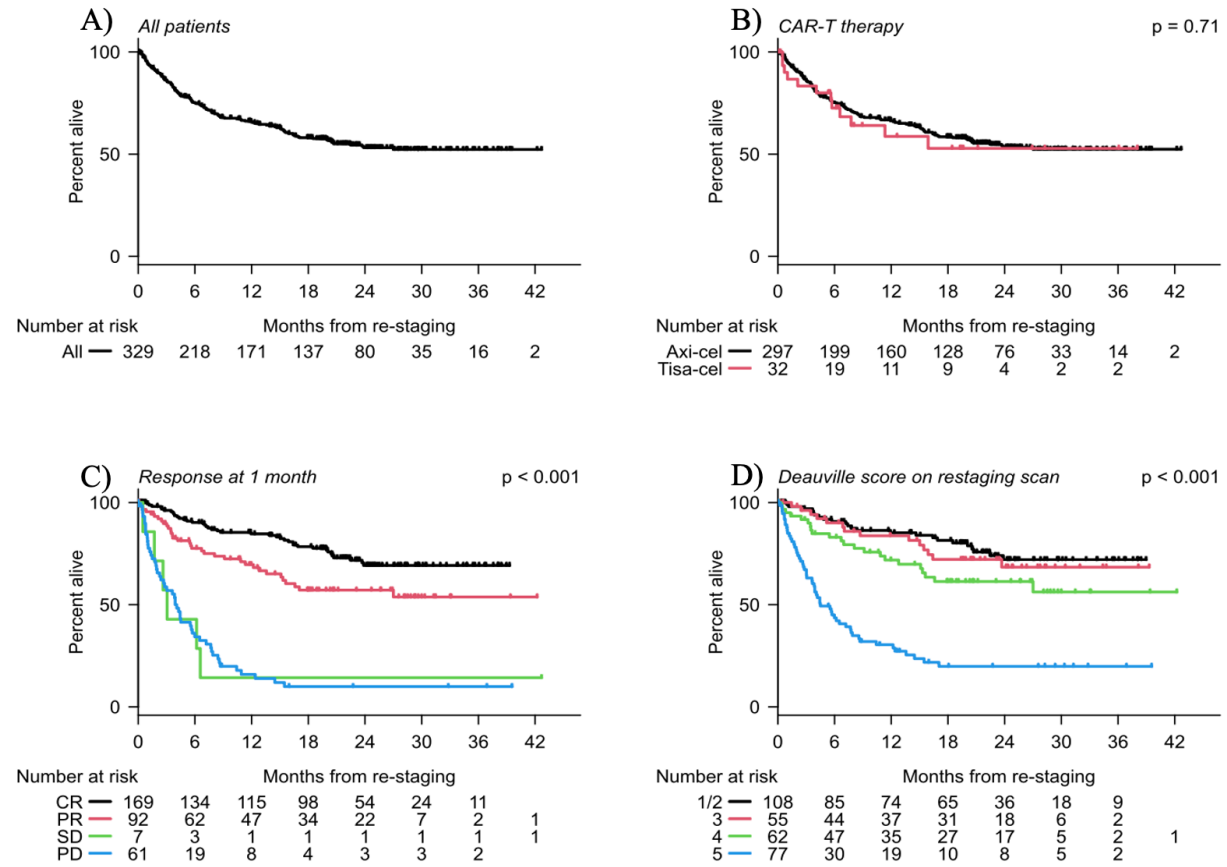 A) All patients
100
50
0
Percent alive
0 6 12 18 24 30 36 42
Number at risk Months from re-staging
All 329 218 171 137 80 35 16 2
B) CAR-T therapy p = 0.71
100
50
0
Percent alive
0 6 12 18 24 30 36 42
Number at risk Months from re-staging
Axi-cel 297 199 160 128 76 33 14 2
Tisa-cel 32 19 11 9 4 2 2
C) Response at 1 month p < 0.001
100
50
0
Percent alive
0 6 12 18 24 30 36 42
Number at risk Months from re-staging
CR 169 134 115 98 54 24 11
PR 92 62 47 34 22 7 2 1
SD 7 3 1 1 1 1 1 1
PD 61 19 8 4 3 3 2
D) Deauville score on restaging scan p < 0.001
100
50
0
Percent alive
0 6 12 18 24 30 36 42
Number at risk Months from re-staging
1/2 108 85 74 65 36 18 9
3 55 44 37 31 18 6 2
4 62 47 35 27 17 5 2 1
5 77 30 19 10 8 5 2